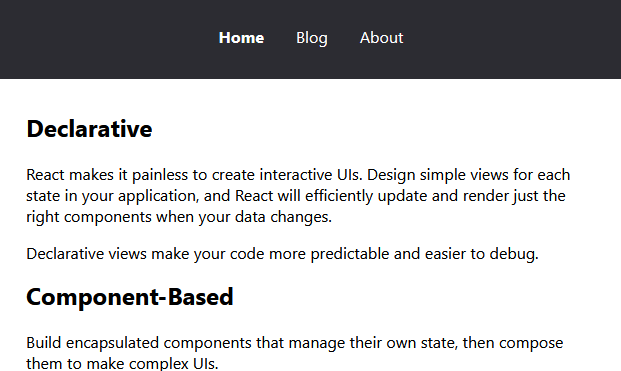 Home Blog About
Declarative
React makes it painless to create interactive UIs. Design simple views for each
state in your application, and React will efficiently update and render just the
right components when your data changes.
Declarative views make your code more predictable and easier to debug.
Component-Based
Build encapsulated components that manage their own state, then compose
them to make complex UIs.